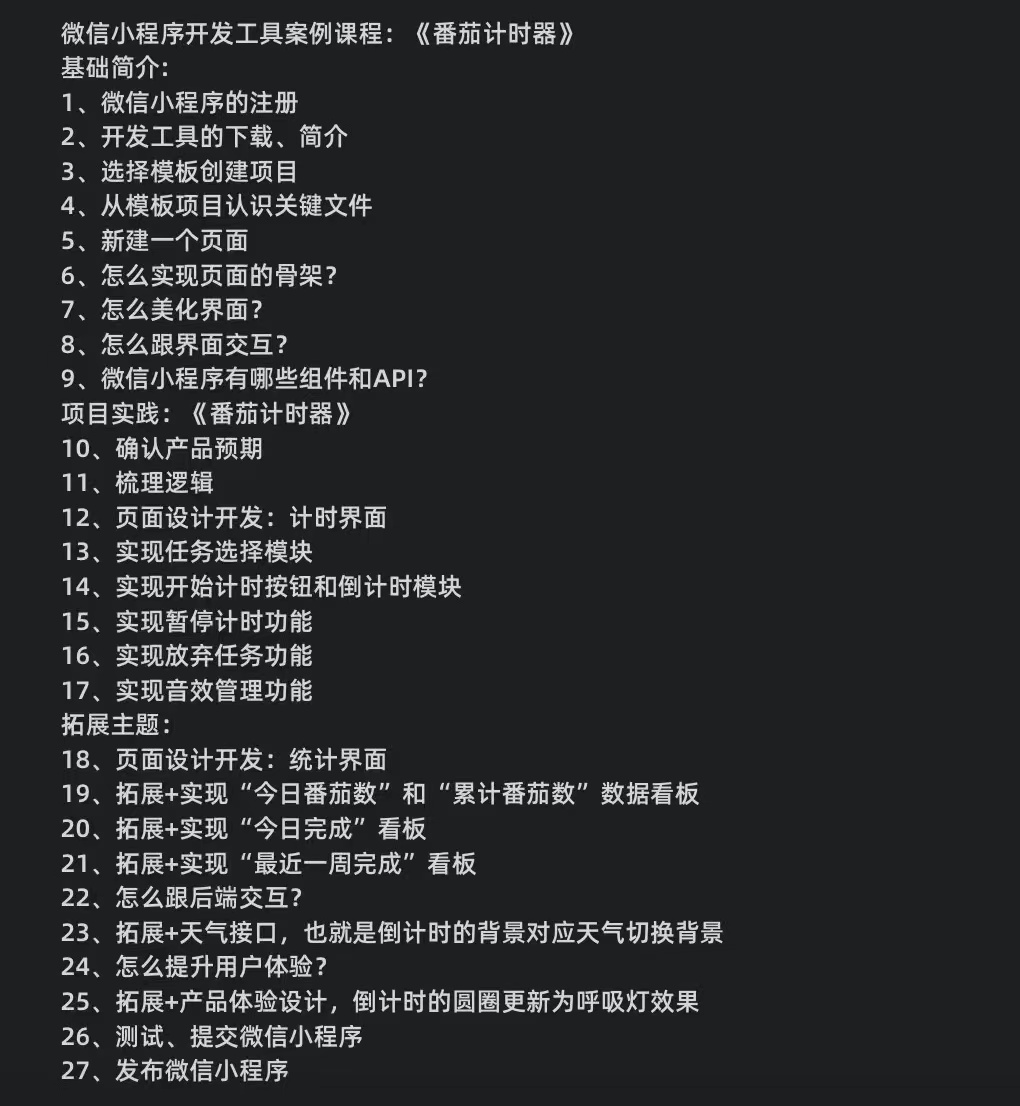 微信小程序开发工具案例课程：《番茄计时器》
基础简介：
1、微信小程序的注册
2、开发工具的下载、简介
3、选择模板创建项目
4、从模板项目认识关键文件
5、新建一个页面
6、怎么实现页面的骨架？
7、怎么美化界面？
8、怎么跟界面交互？
9、微信小程序有哪些组件和API？
项目实践：《番茄计时器》
10、确认产品预期
11、梳理逻辑
12、页面设计开发：计时界面
13、实现任务选择模块
14、实现开始计时按钮和倒计时模块
15、实现暂停计时功能
16、实现放弃任务功能
17、实现音效管理功能
拓展主题：
18、页面设计开发：统计界面
19、拓展+实现“今日番茄数”和“累计番茄数”数据看板
20、拓展+实现“今日完成”看板
21、拓展+实现“最近一周完成”看板
22、怎么跟后端交互？
23、拓展+天气接口，也就是倒计时的背景对应天气切换背景
24、怎么提升用户体验？
25、拓展+产品体验设计，倒计时的圆圈更新为呼吸灯效果
26、测试、提交微信小程序
27、发布微信小程序